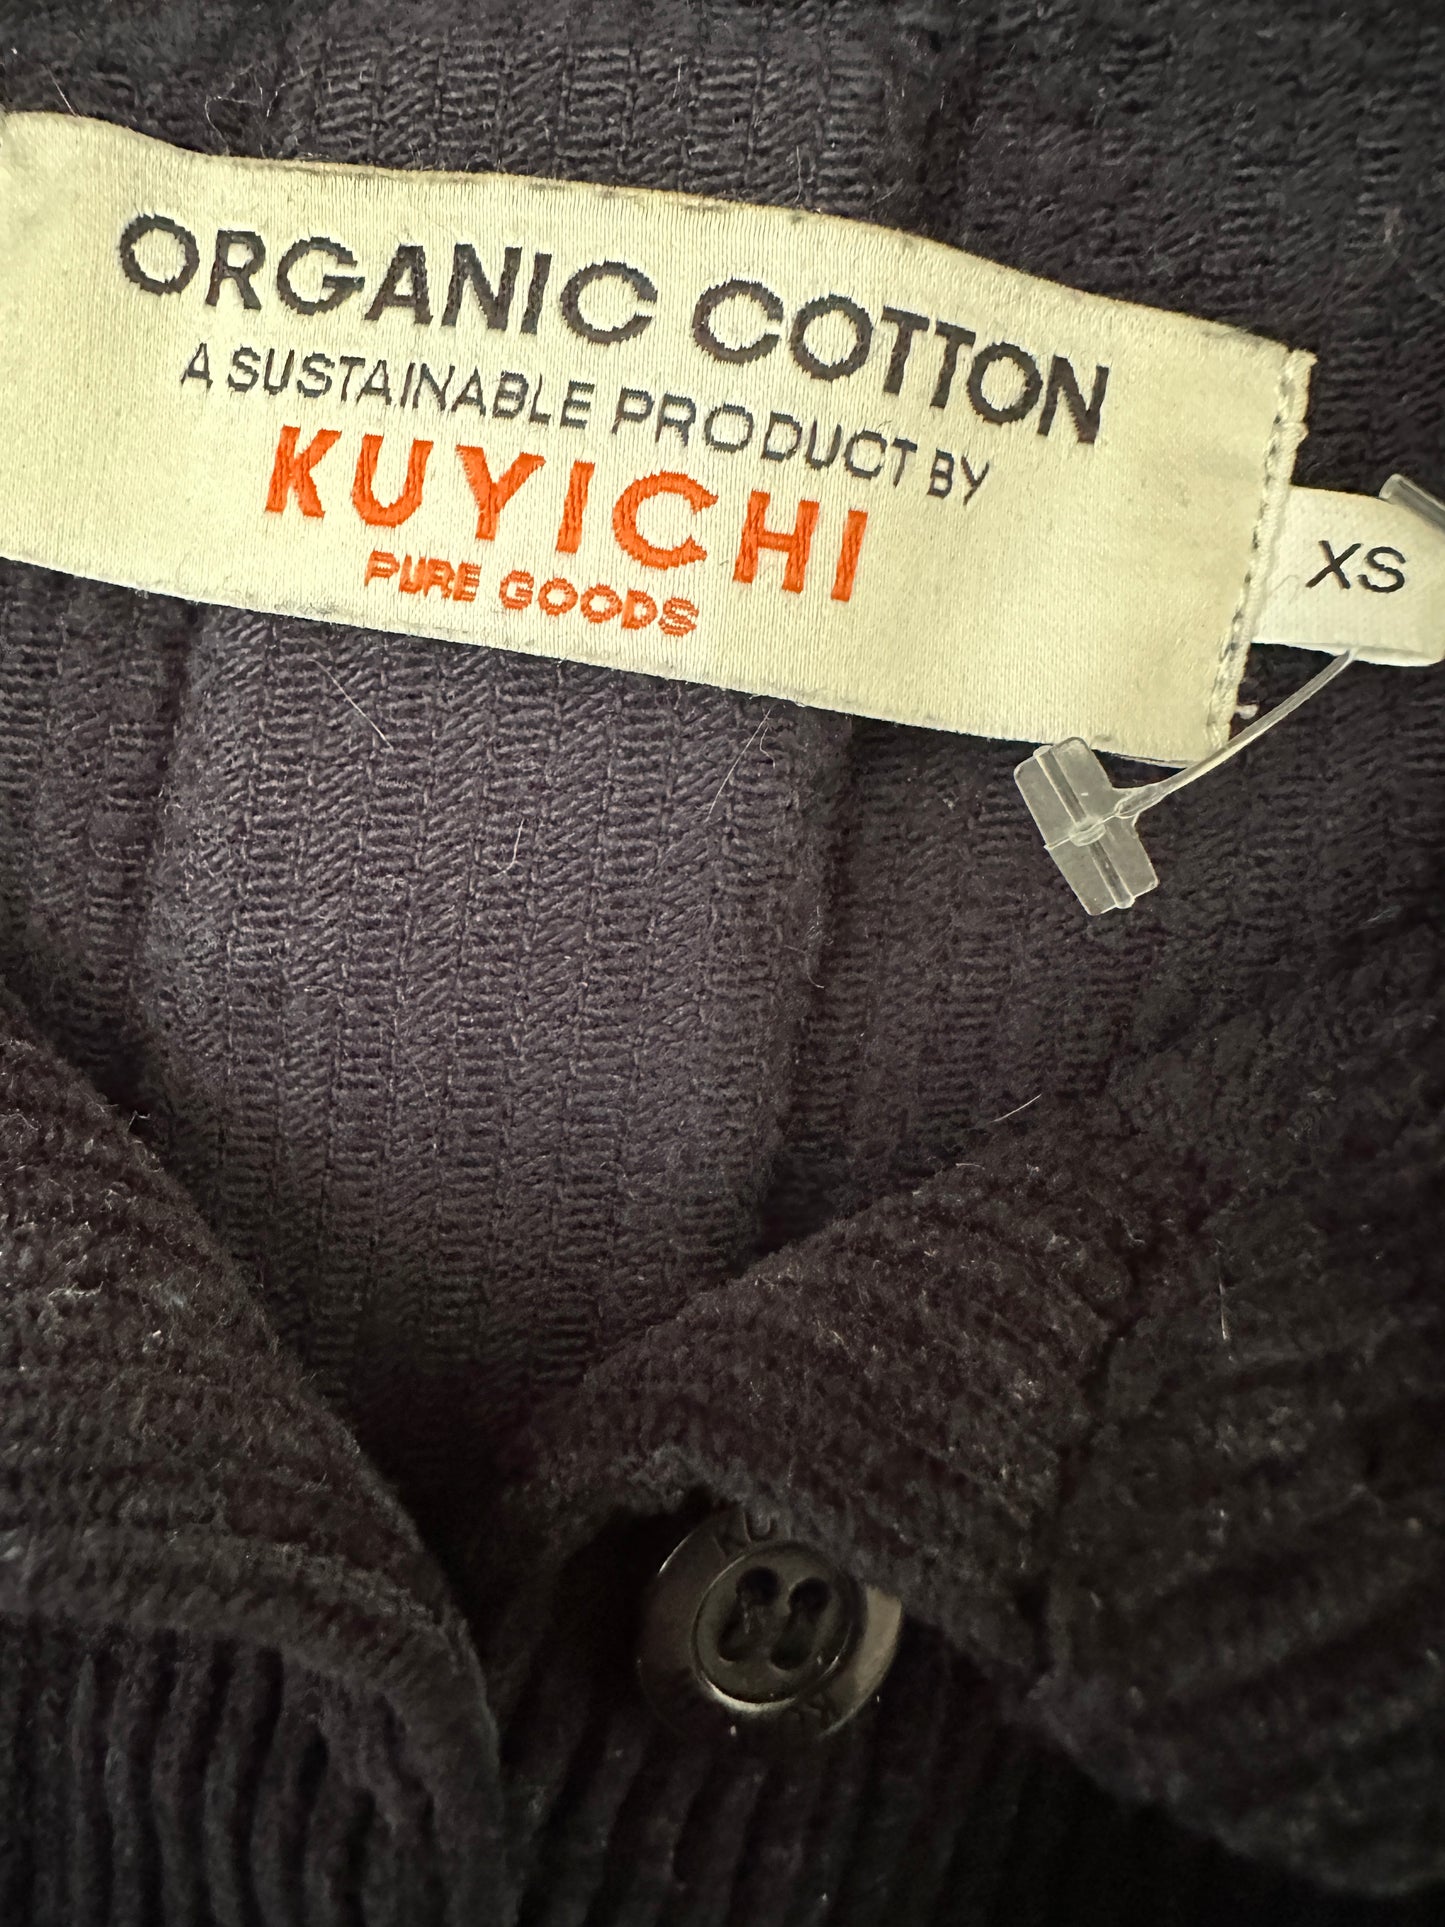 ORGANIC COTTON
A SUSTAINABLE PRODUCT BY
KUYICHI
PURE GOODS
XS